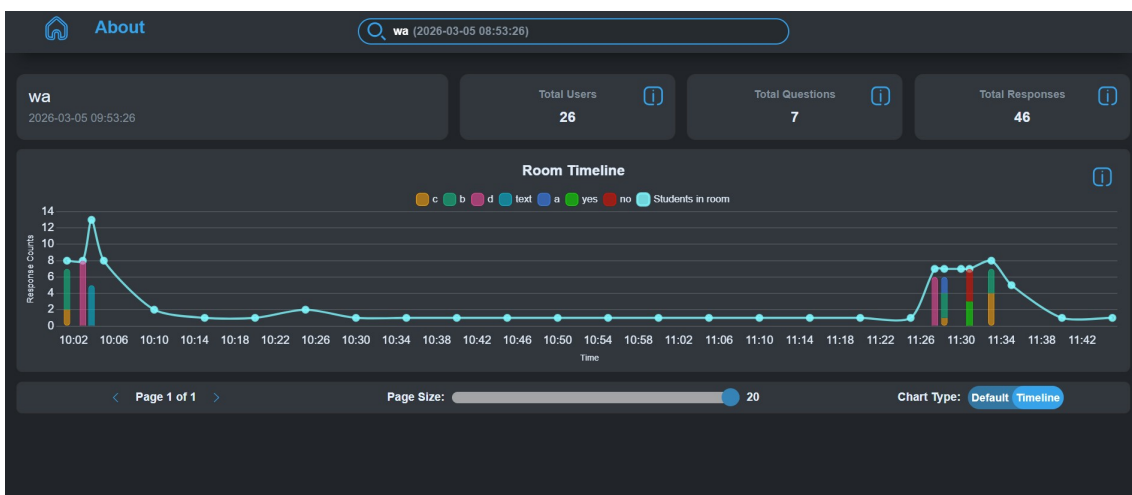 About
wa (2026-03-05 08:53:26)
wa
2026-03-05 09:53:26
Total Users
26
Total Questions
7
Total Responses
46
Room Timeline
c b d text a yes no Students in room
Response Counts
14
12
10
8
6
4
2
0
10:02 10:06 10:10 10:14 10:18 10:22 10:26 10:30 10:34 10:38 10:42 10:46 10:50 10:54 10:58 11:02 11:06 11:10 11:14 11:18 11:22 11:26 11:30 11:34 11:38 11:42
Time
< Page 1 of 1 >
Page Size: 20
Chart Type: Default Timeline